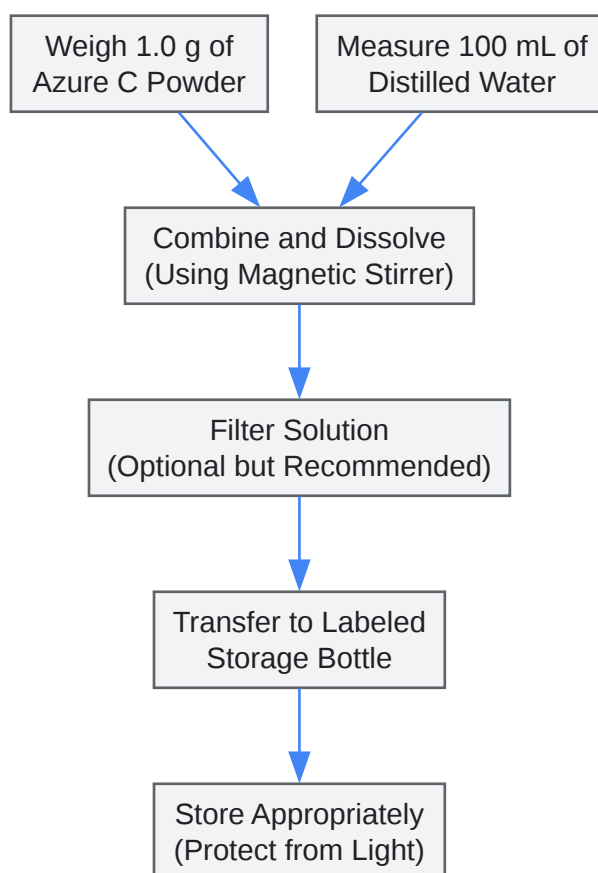 Weigh 1.0 g of
Azure C Powder
Measure 100 mL of
Distilled Water
Combine and Dissolve
(Using Magnetic Stirrer)
Filter Solution
(Optional but Recommended)
Transfer to Labeled
Storage Bottle
Store Appropriately
(Protect from Light)